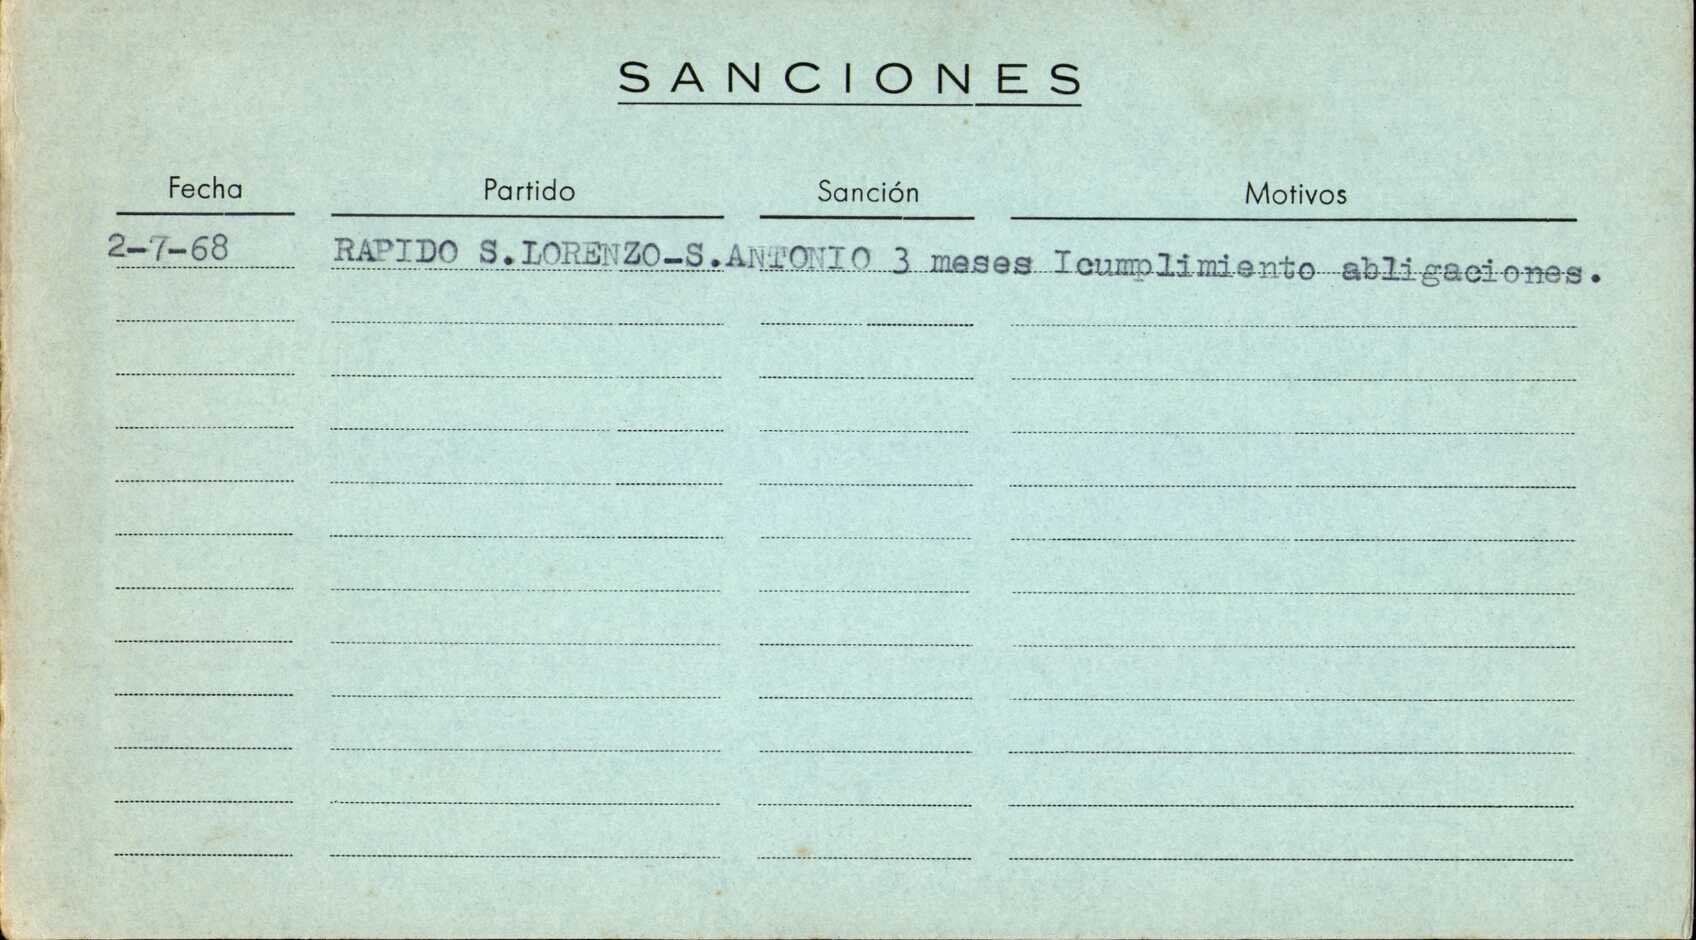 SANCIONES
Fecha Partido Sanción Motivos
2-7-68 RAPIDO S.LORENZO-S.ANTONIO 3 meses Icumplimiento abligaciones.